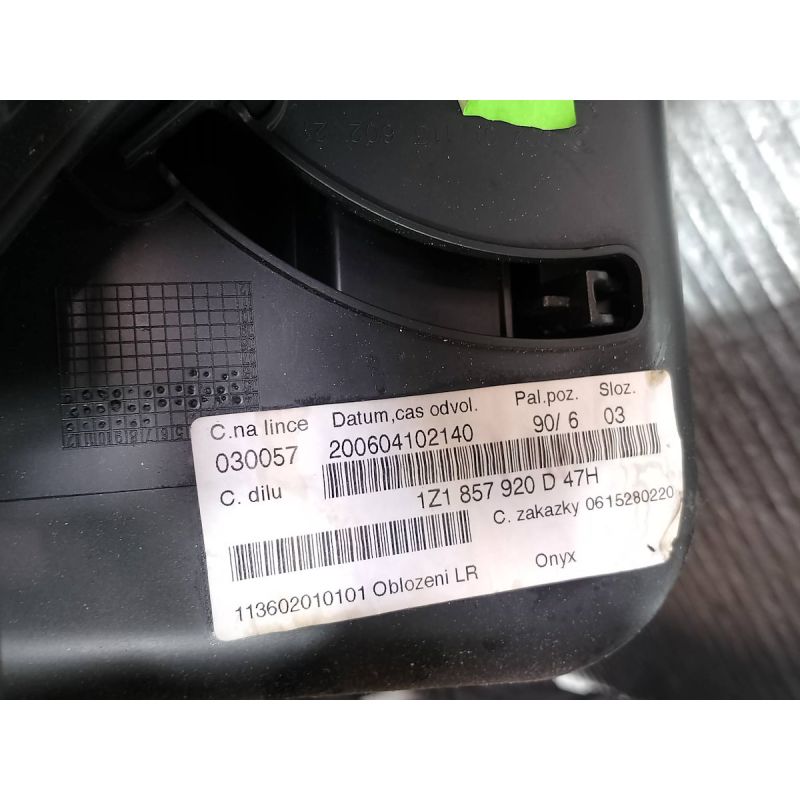 C.na lince Datum,cas odvol. Pal.poz. Sloz.
030057 200604102140 90/ 6 03
C. dilu 1Z1 857 920 D 47H
C. zakazky 0615280220
113602010101 Oblozeni LR Onyx